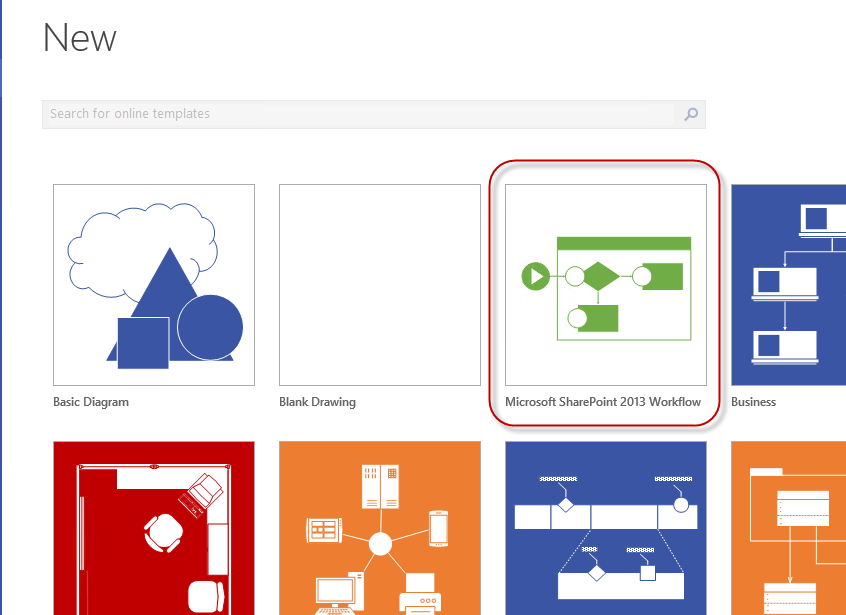 New
Search for online templates
Basic Diagram
Blank Drawing
Microsoft SharePoint 2013 Workflow
Business